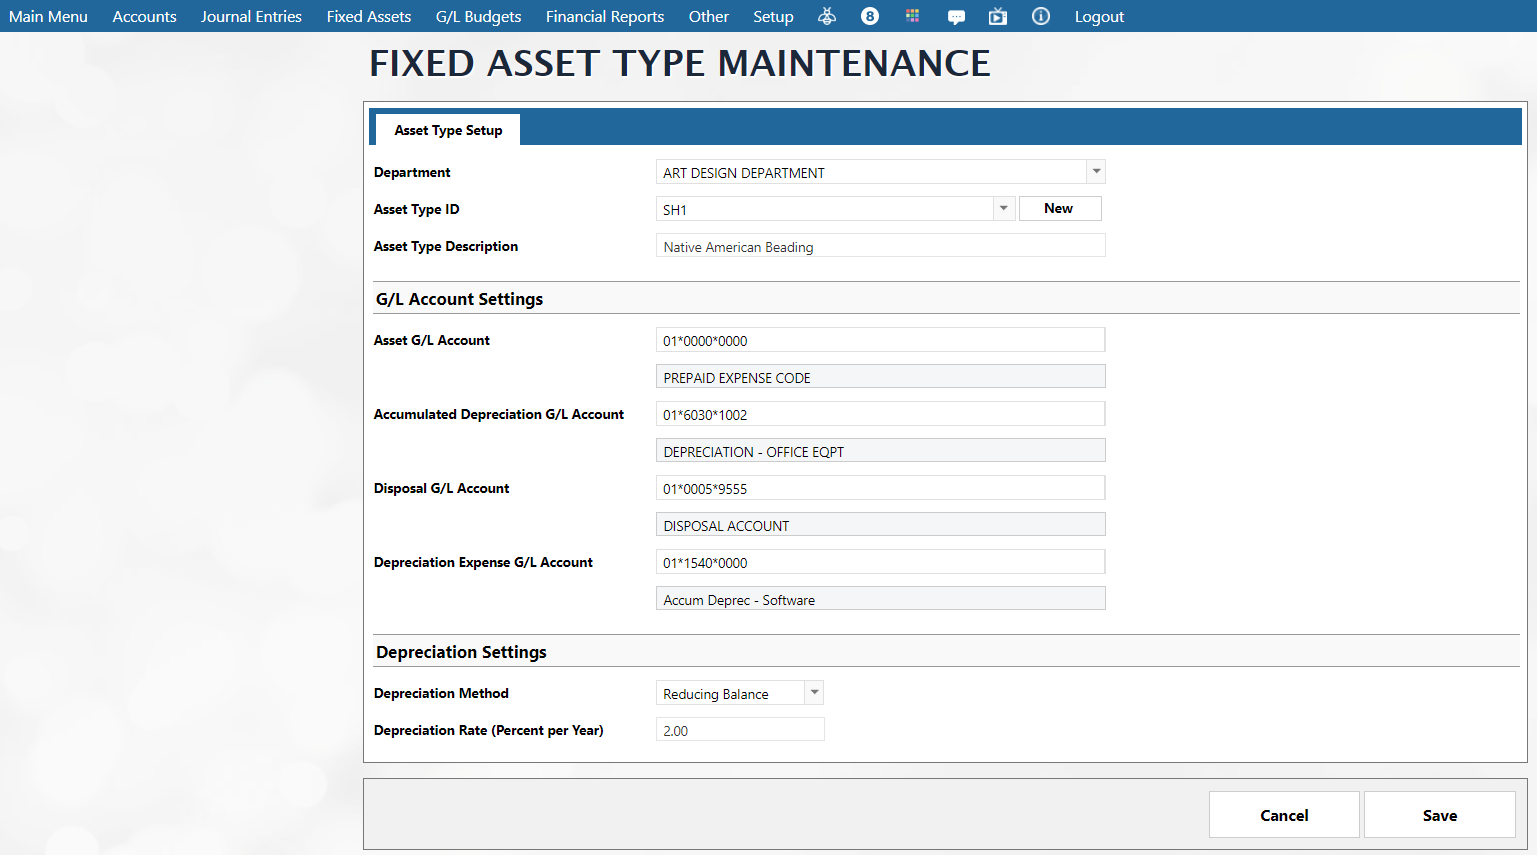 Main Menu Accounts Journal Entries Fixed Assets G/L Budgets Financial Reports Other Setup 8 Logout
FIXED ASSET TYPE MAINTENANCE
Asset Type Setup
Department ART DESIGN DEPARTMENT
Asset Type ID SH1 New
Asset Type Description Native American Beading
G/L Account Settings
Asset G/L Account 01*0000*0000
PREPAID EXPENSE CODE
Accumulated Depreciation G/L Account 01*6030*1002
DEPRECIATION - OFFICE EQPT
Disposal G/L Account 01*0005*9555
DISPOSAL ACCOUNT
Depreciation Expense G/L Account 01*1540*0000
Accum Deprec - Software
Depreciation Settings
Depreciation Method Reducing Balance
Depreciation Rate (Percent per Year) 2.00
Cancel Save